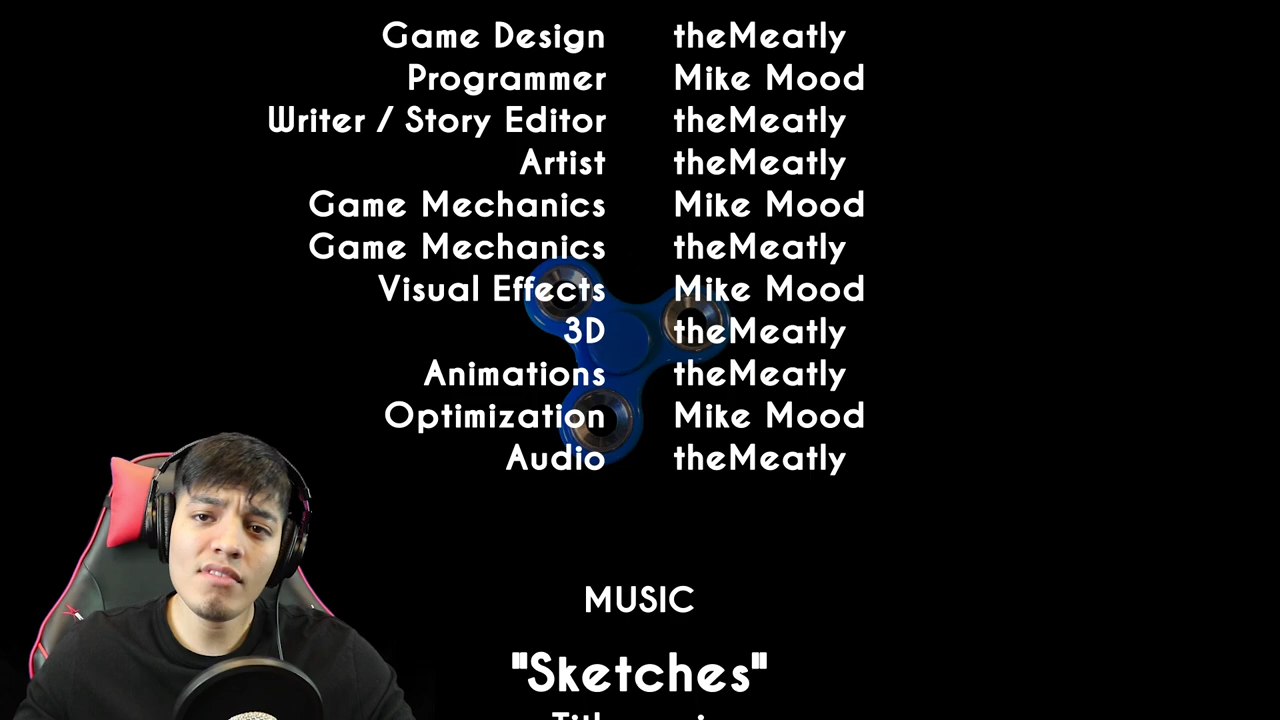 Game Design theMeatly
Programmer Mike Mood
Writer / Story Editor theMeatly
Artist theMeatly
Game Mechanics Mike Mood
Game Mechanics theMeatly
Visual Effects Mike Mood
3D theMeatly
Animations theMeatly
Optimization Mike Mood
Audio theMeatly
MUSIC
"Sketches"